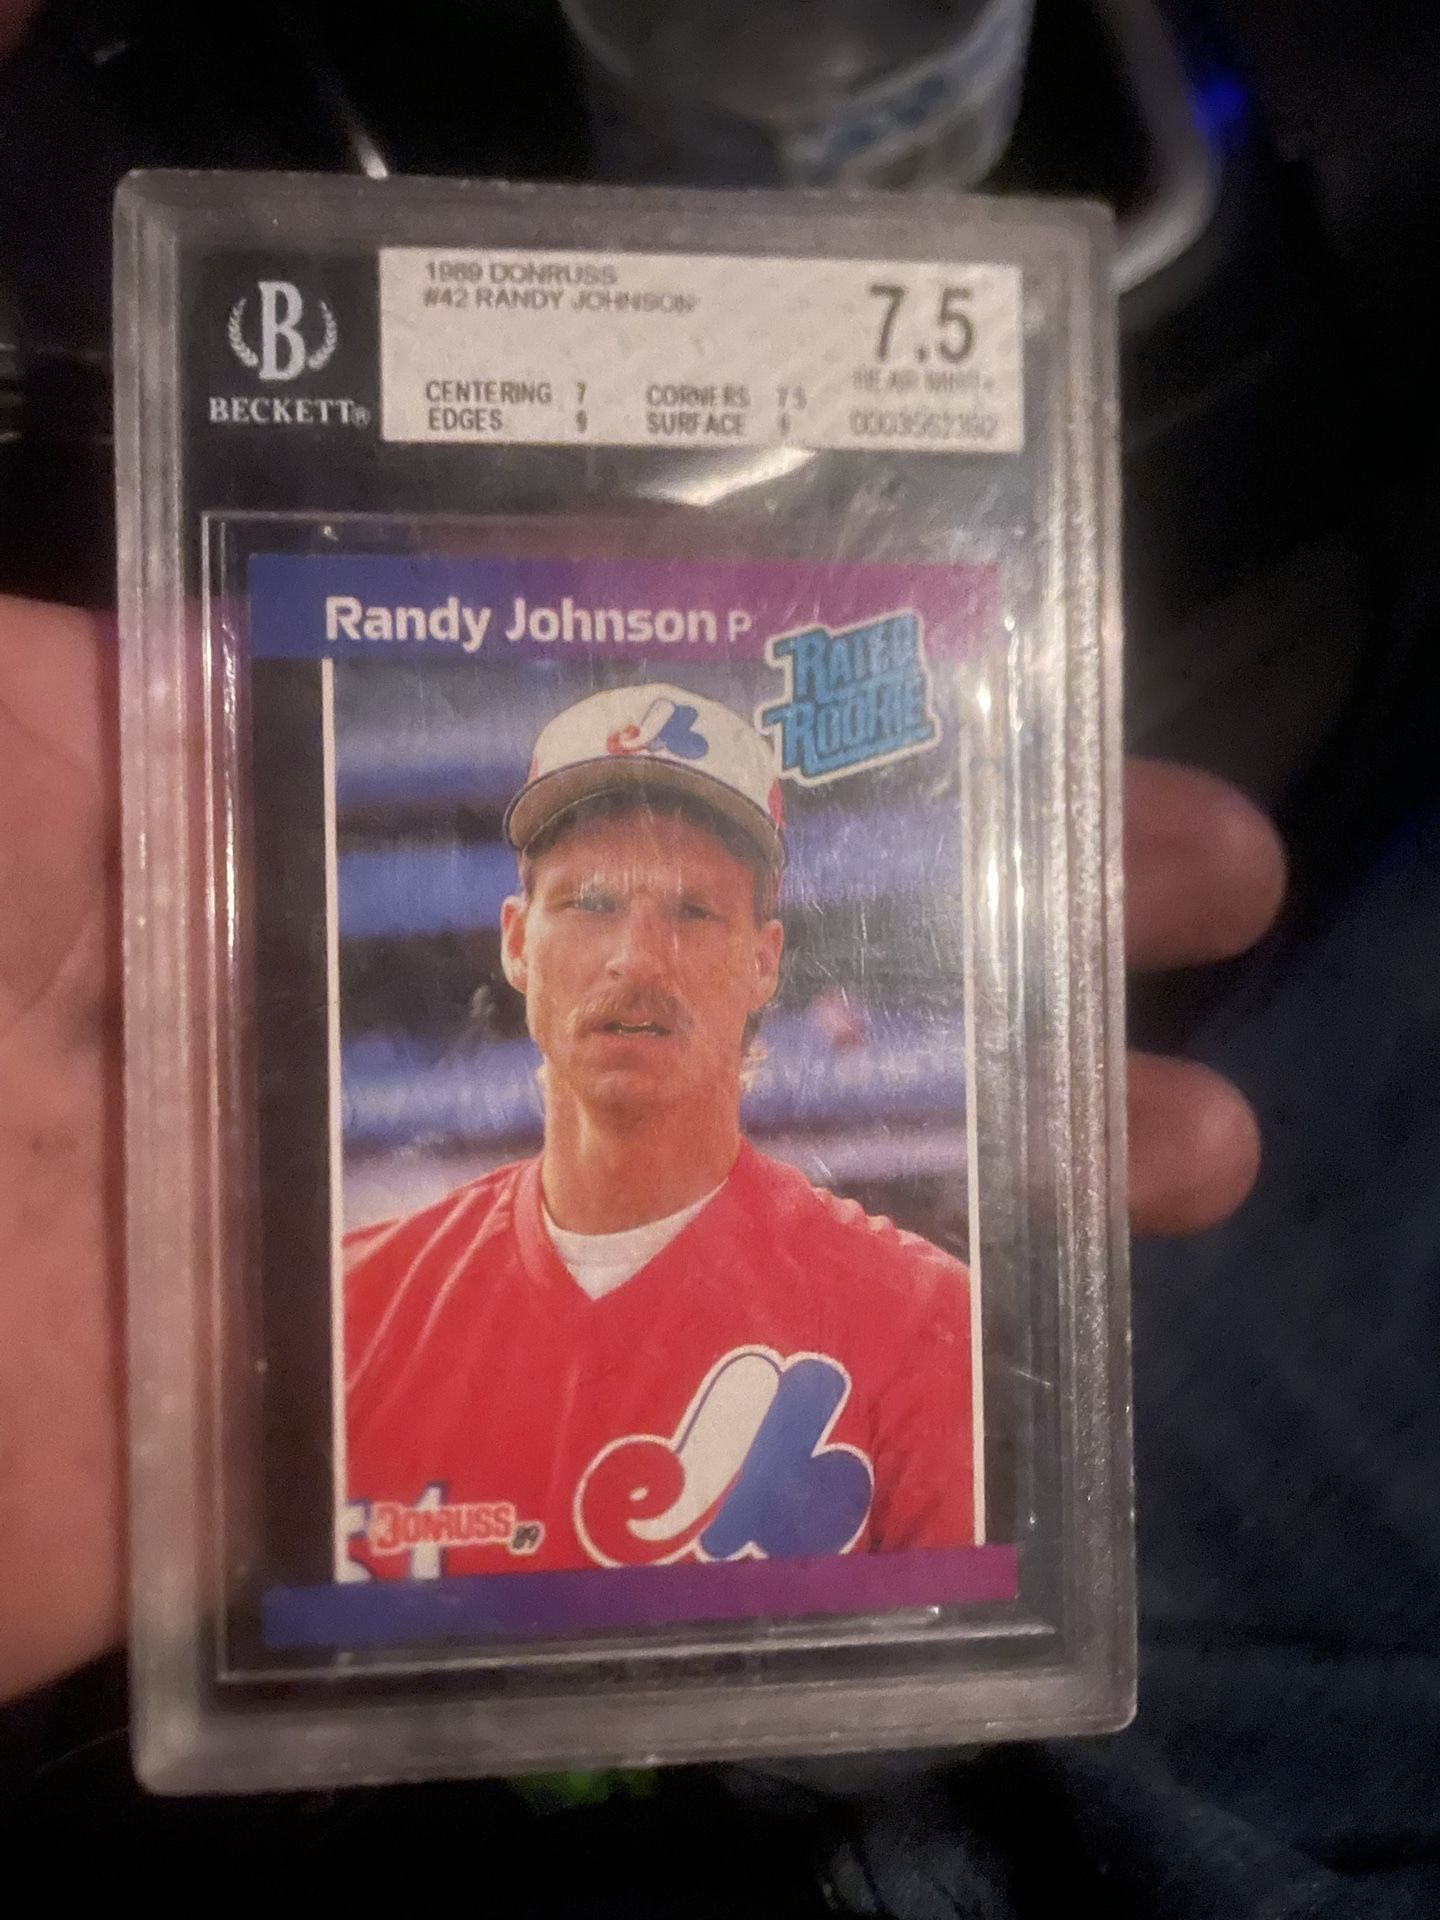 1989 DONRUSS
#42 RANDY JOHNSON
7.5
B
BECKETT®
CENTERING 7 CORNERS 7.5
EDGES 9 SURFACE
Randy Johnson P
RATED
ROOKIE
e
DONRUSS '89
51